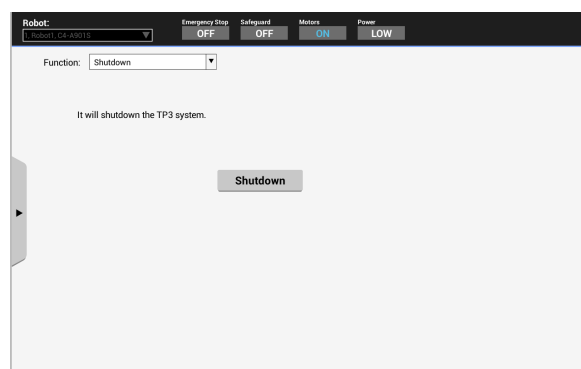 Robot:
1, Robot1, C4-A901S
Emergency Stop
OFF
Safeguard
OFF
Motors
ON
Power
LOW
Function: Shutdown
It will shutdown the TP3 system.
Shutdown